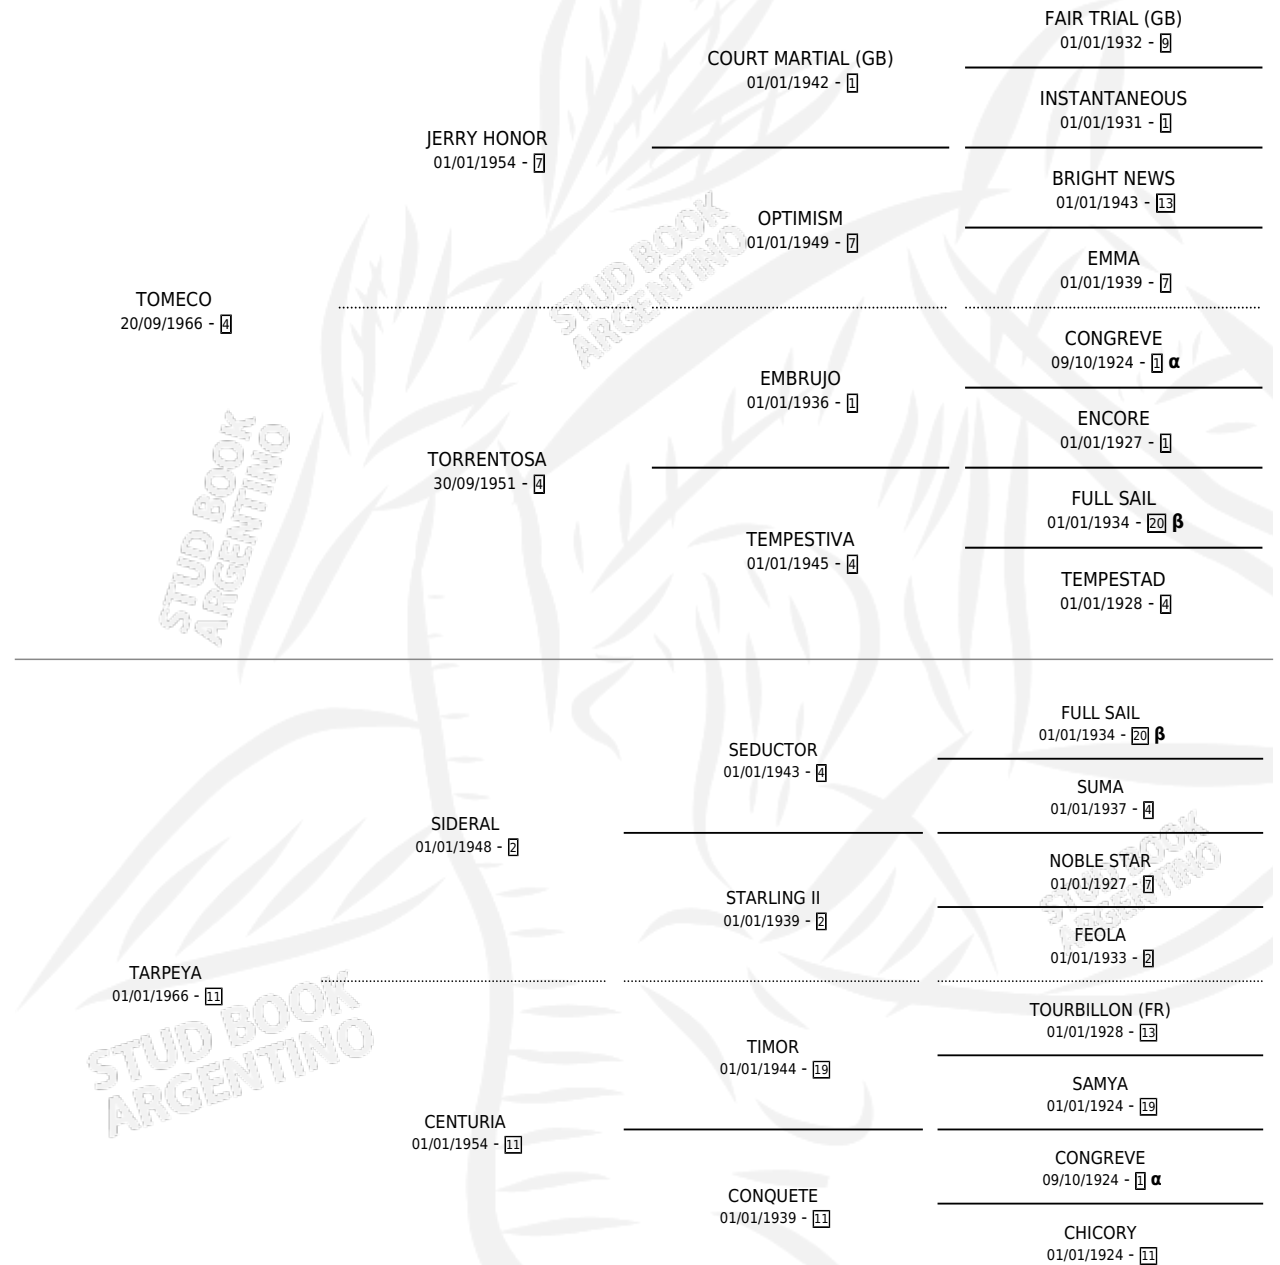 FAIR TRIAL (GB)
01/01/1932 - 9
COURT MARTIAL (GB)
01/01/1942 - 1
INSTANTANEOUS
01/01/1931 - 1
JERRY HONOR
01/01/1954 - 7
BRIGHT NEWS
01/01/1943 - 13
OPTIMISM
01/01/1949 - 7
EMMA
01/01/1939 - 7
TOMECO
20/09/1966 - 4
CONGREVE
09/10/1924 - 1 α
EMBRUJO
01/01/1936 - 1
ENCORE
01/01/1927 - 1
TORRENTOSA
30/09/1951 - 4
FULL SAIL
01/01/1934 - 20 β
TEMPESTIVA
01/01/1945 - 4
TEMPESTAD
01/01/1928 - 4
FULL SAIL
01/01/1934 - 20 β
SEDUCTOR
01/01/1943 - 4
SUMA
01/01/1937 - 4
SIDERAL
01/01/1948 - 2
NOBLE STAR
01/01/1927 - 7
STARLING II
01/01/1939 - 2
FEOLA
01/01/1933 - 2
TARPEYA
01/01/1966 - 11
TOURBILLON (FR)
01/01/1928 - 13
TIMOR
01/01/1944 - 19
SAMYA
01/01/1924 - 19
CENTURIA
01/01/1954 - 11
CONGREVE
09/10/1924 - 1 α
CONQUETE
01/01/1939 - 11
CHICORY
01/01/1924 - 11
STUD BOOK
ARGENTINO
STUD BOOK
ARGENTINO
STUD BOOK
ARGENTINO
STUD BOOK
ARGENTINO